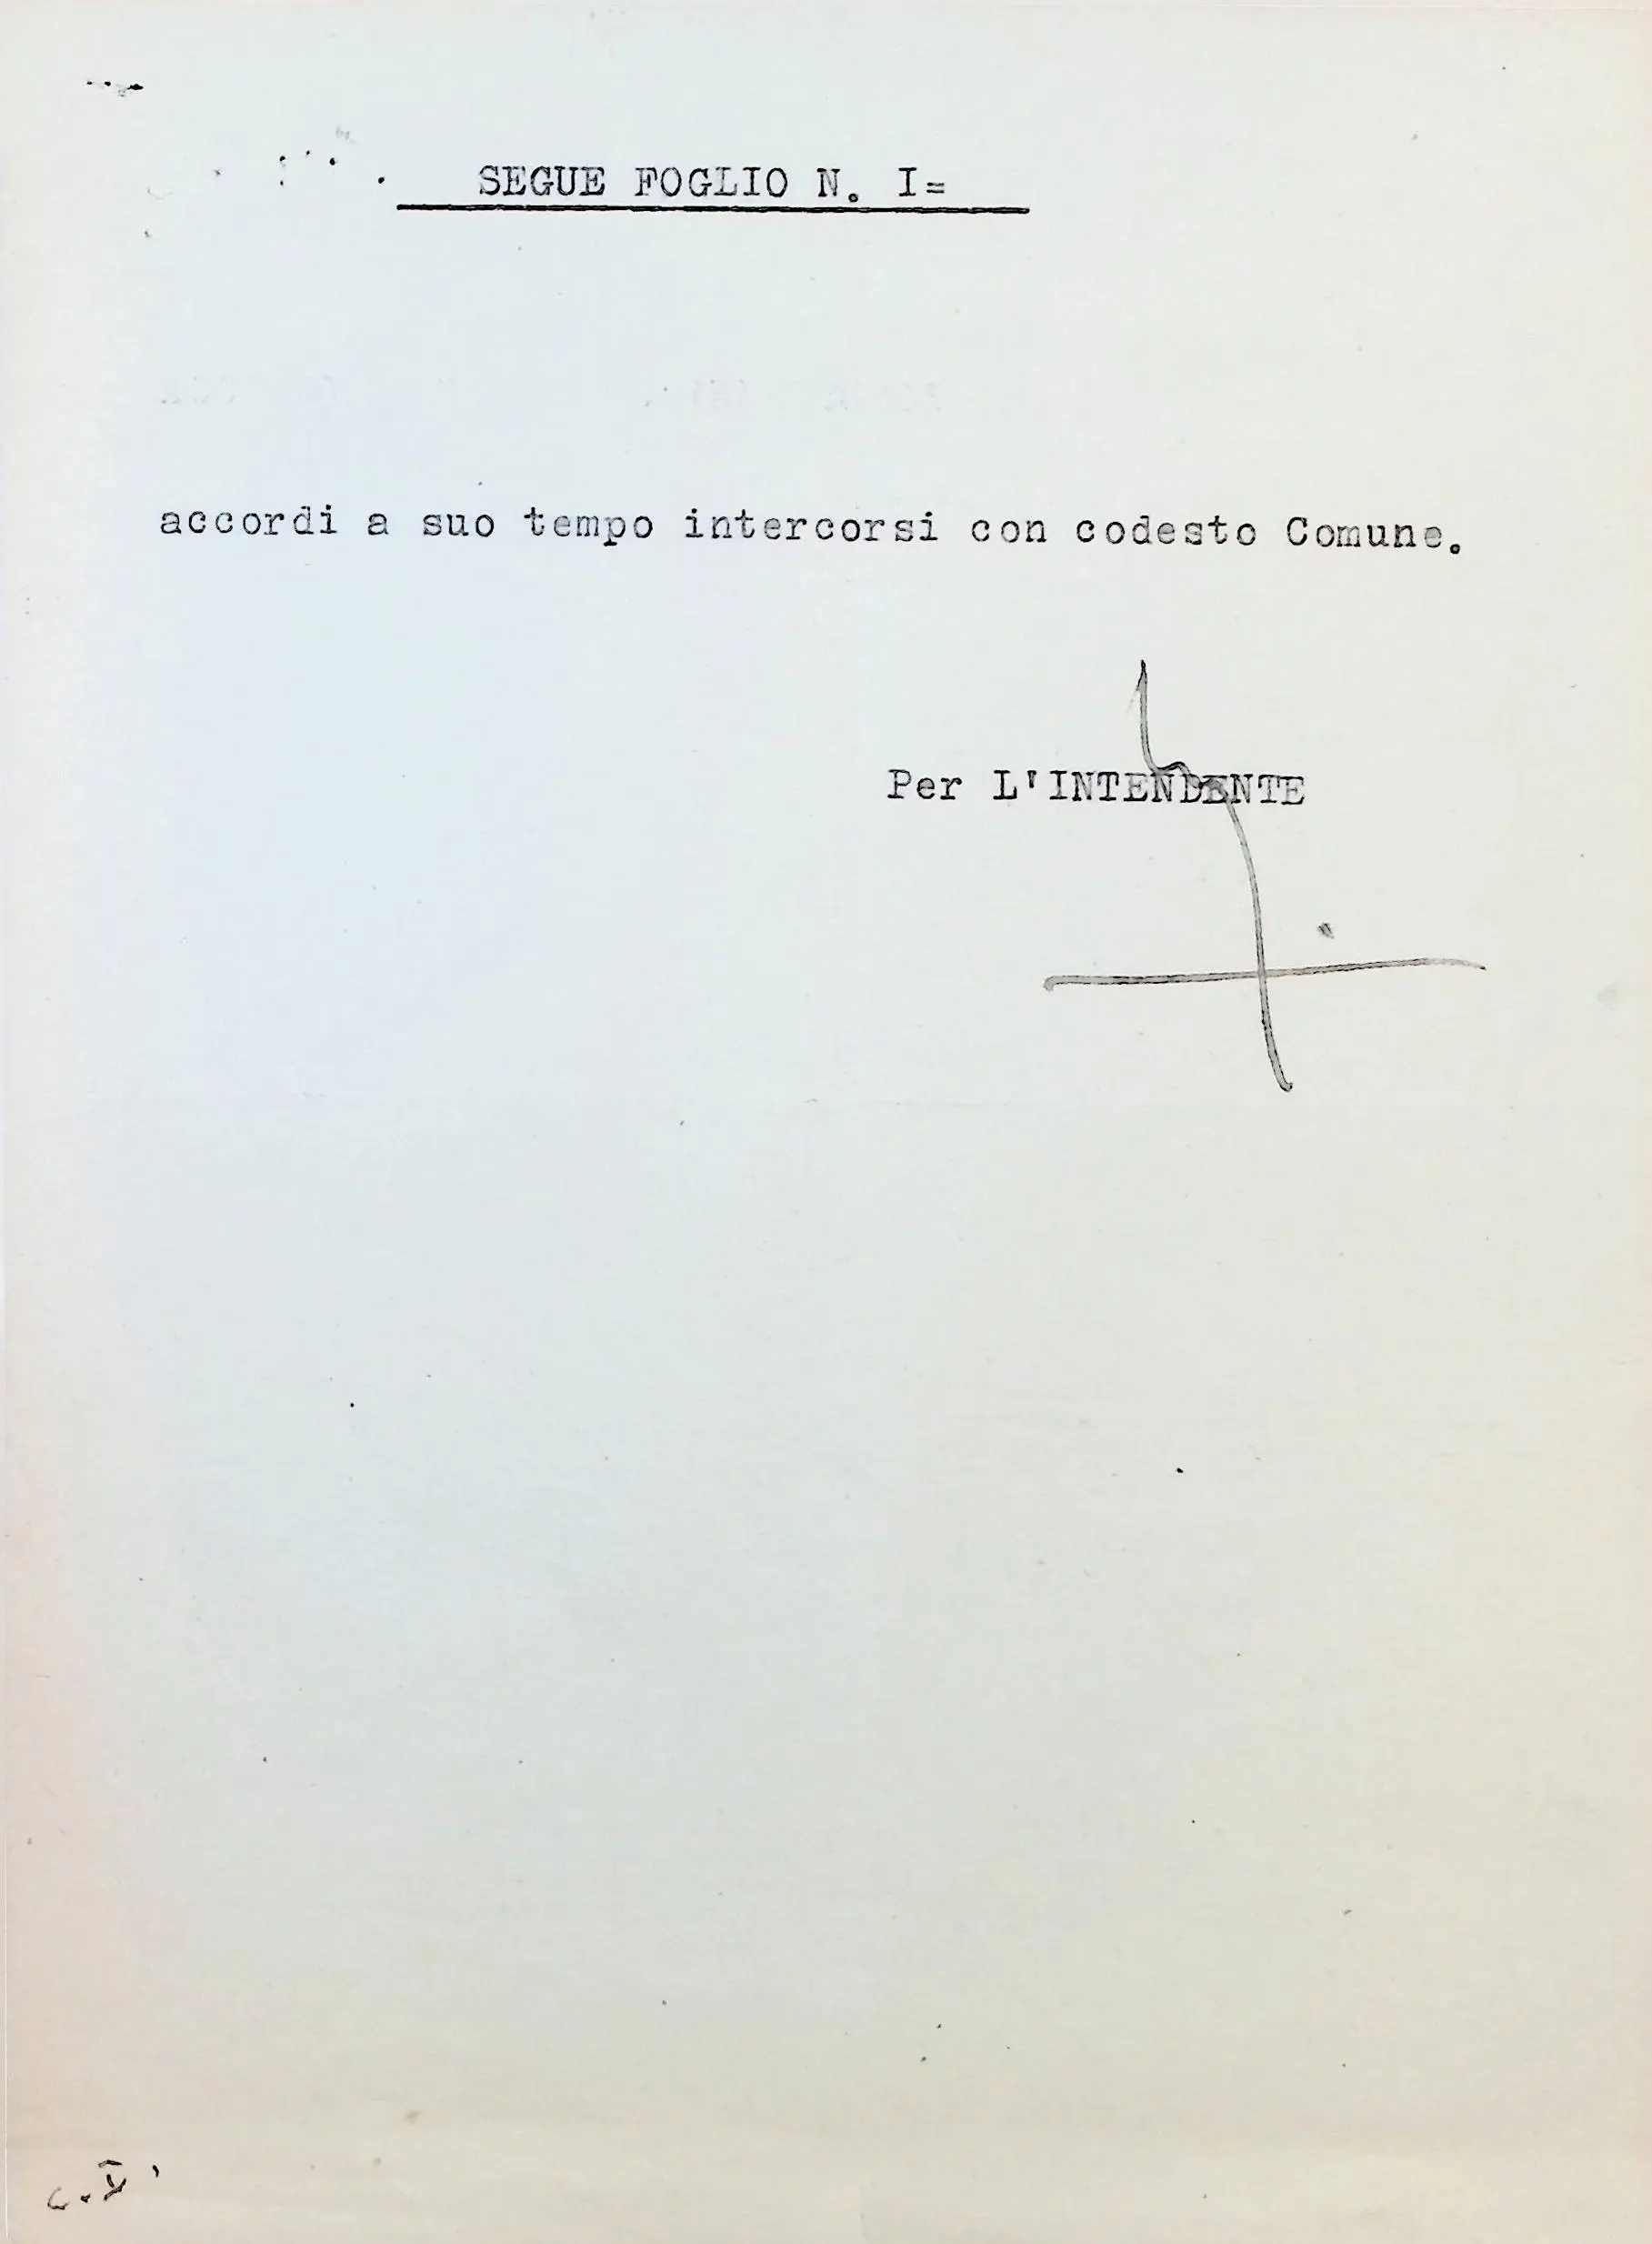 SEGUE FOGLIO N. I=
accordi a suo tempo intercorsi con codesto Comune.
Per L'INTENDENTE